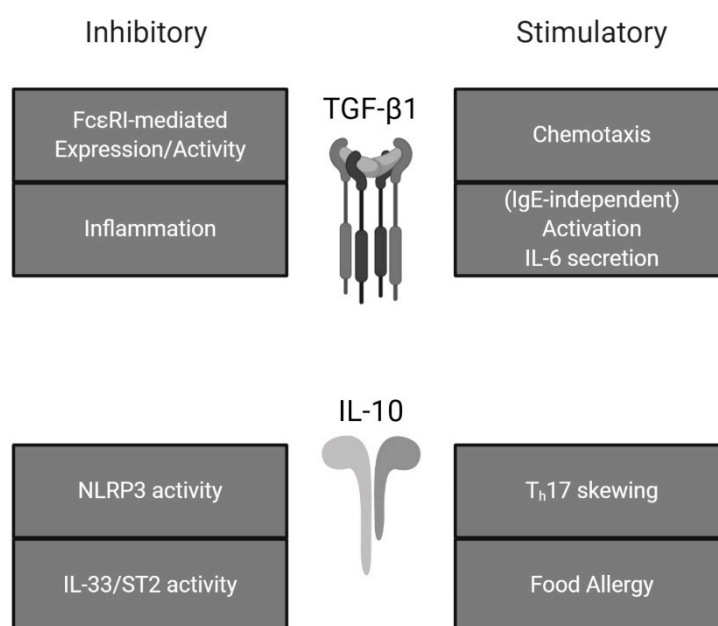 Inhibitory
Stimulatory
TGF-β1
FcεRI-mediated
Expression/Activity
Inflammation
Chemotaxis
(IgE-independent)
Activation
IL-6 secretion
IL-10
NLRP3 activity
IL-33/ST2 activity
Tₕ17 skewing
Food Allergy